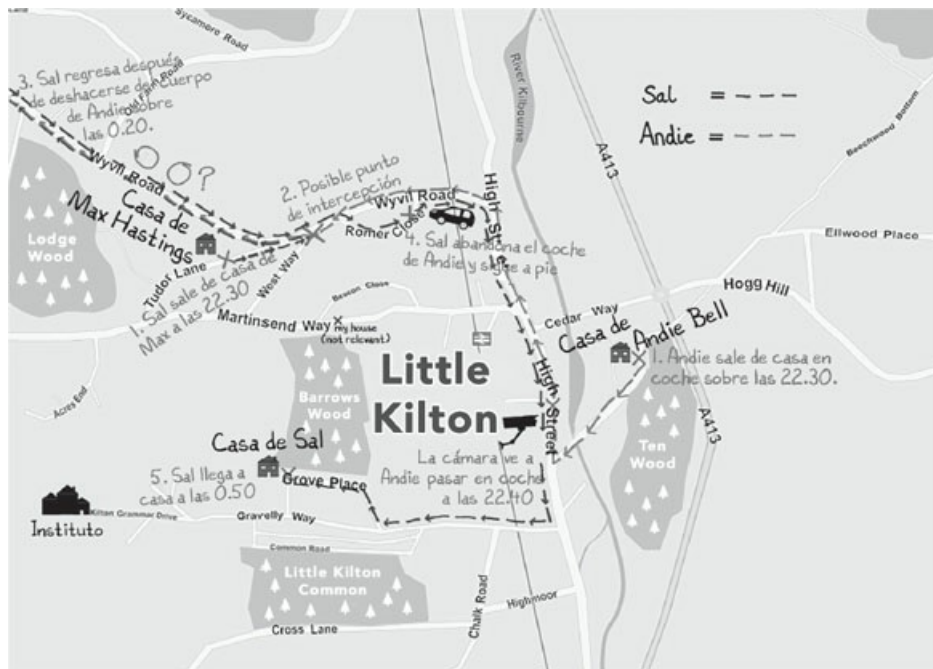 Sycamore Road
3. Sal regresa después
de deshacerse del cuerpo
de Andie sobre
las 0.20.
Old Farm Road
Sal = - - - -
Andie = - - - -
River Kilbourne
A413
Beechwood Bottom
Wyvil Road
?
Casa de
Max Hastings
2. Posible punto
de intercepción
Wyvil Road
Romer Close
High Street
4. Sal abandona el coche
de Andie y sigue a pie
Lodge
Wood
Tudor Lane
West Way
1. Sal sale de casa de
Max a las 22.30
Ellwood Place
Hogg Hill
Cedar Way
Beacon Close
Martinsend Way
my house
(not relevant)
Casa de
Andie Bell
1. Andie sale de casa en
coche sobre las 22.30.
Little
Kilton
High Street
A413
Acres End
Barrows
Wood
Ten
Wood
Casa de Sal
La cámara ve a
Andie pasar en coche
a las 22.40
5. Sal llega a
casa a las 0.50
Grove Place
Instituto
Kilton Grammar Drive
Gravelly Way
Common Road
Little Kilton
Common
Chalk Road
Highmoor
Cross Lane